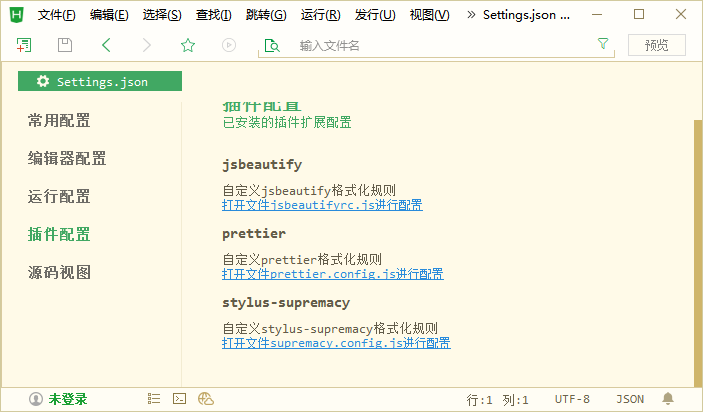 文件(F) 编辑(E) 选择(S) 查找(I) 跳转(G) 运行(R) 发行(U) 视图(V) » Settings.json ...
输入文件名 预览
Settings.json
常用配置
编辑器配置
运行配置
插件配置
源码视图
插件配置
已安装的插件扩展配置
jsbeautify
自定义jsbeautify格式化规则
打开文件jsbeautifyrc.js进行配置
prettier
自定义prettier格式化规则
打开文件prettier.config.js进行配置
stylus-supremacy
自定义stylus-supremacy格式化规则
打开文件supremacy.config.js进行配置
未登录 行:1 列:1 UTF-8 JSON